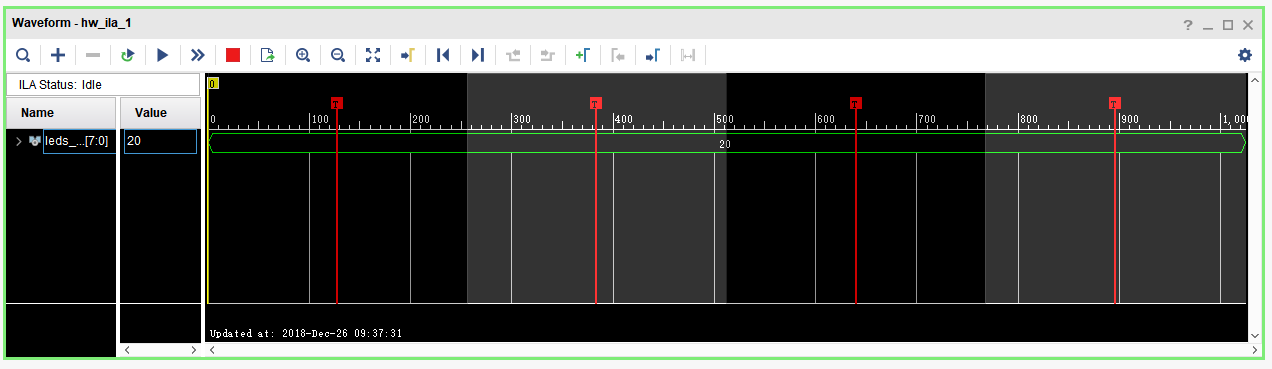 Waveform - hw_ila_1
?
ILA Status: Idle
Name
Value
0
T
T
T
T
0
100
200
300
400
500
600
700
800
900
1,00
leds_...[7:0]
20
20
Updated at: 2018-Dec-26 09:37:31